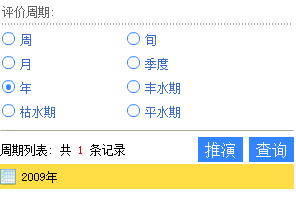 评价周期:
周 旬
月 季度
年 丰水期
枯水期 平水期
周期列表: 共 1 条记录 推演 查询
2009年